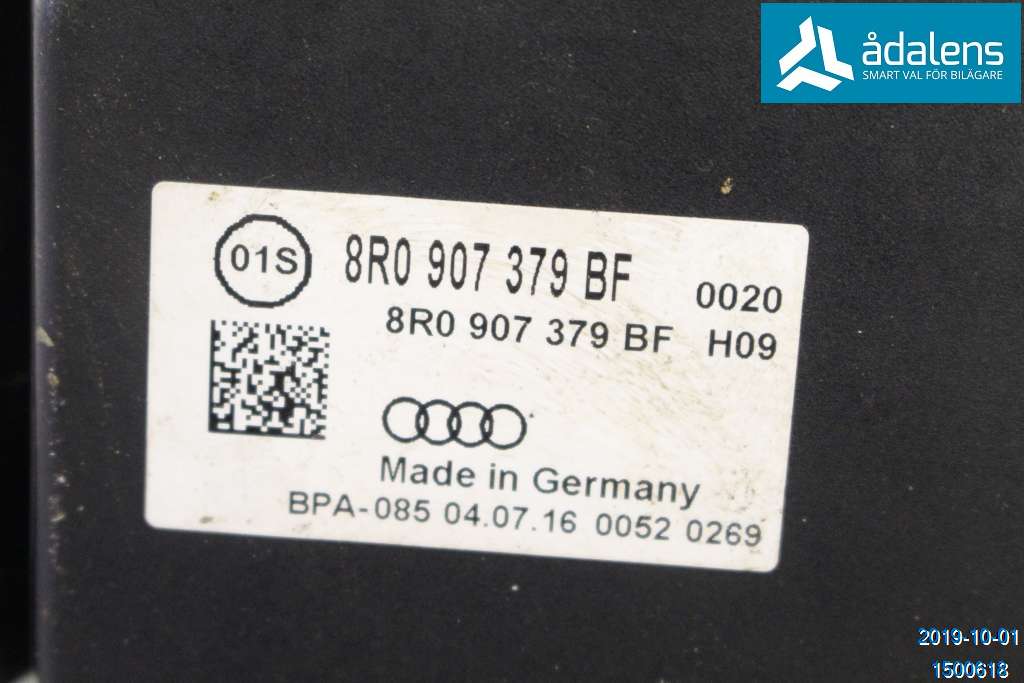 ådalens
SMART VAL FÖR BILÄGARE
01S
8R0 907 379 BF 0020
8R0 907 379 BF H09
Made in Germany
BPA-085 04.07.16 0052 0269
2019-10-01
1500618